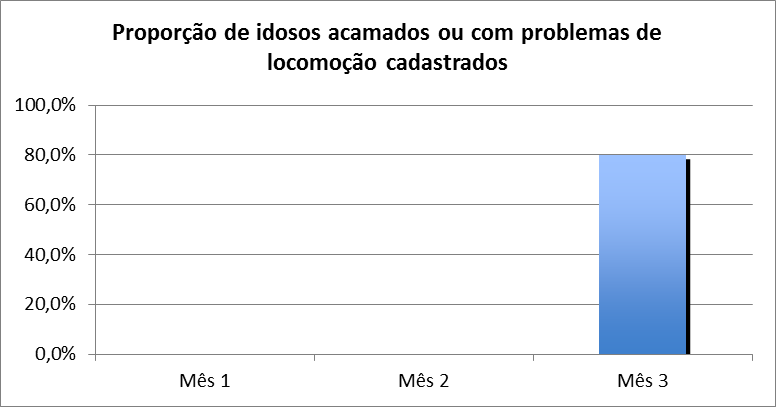 Proporção de idosos acamados ou com problemas de
locomoção cadastrados
100,0%
80,0%
60,0%
40,0%
20,0%
0,0%
Mês 1 Mês 2 Mês 3